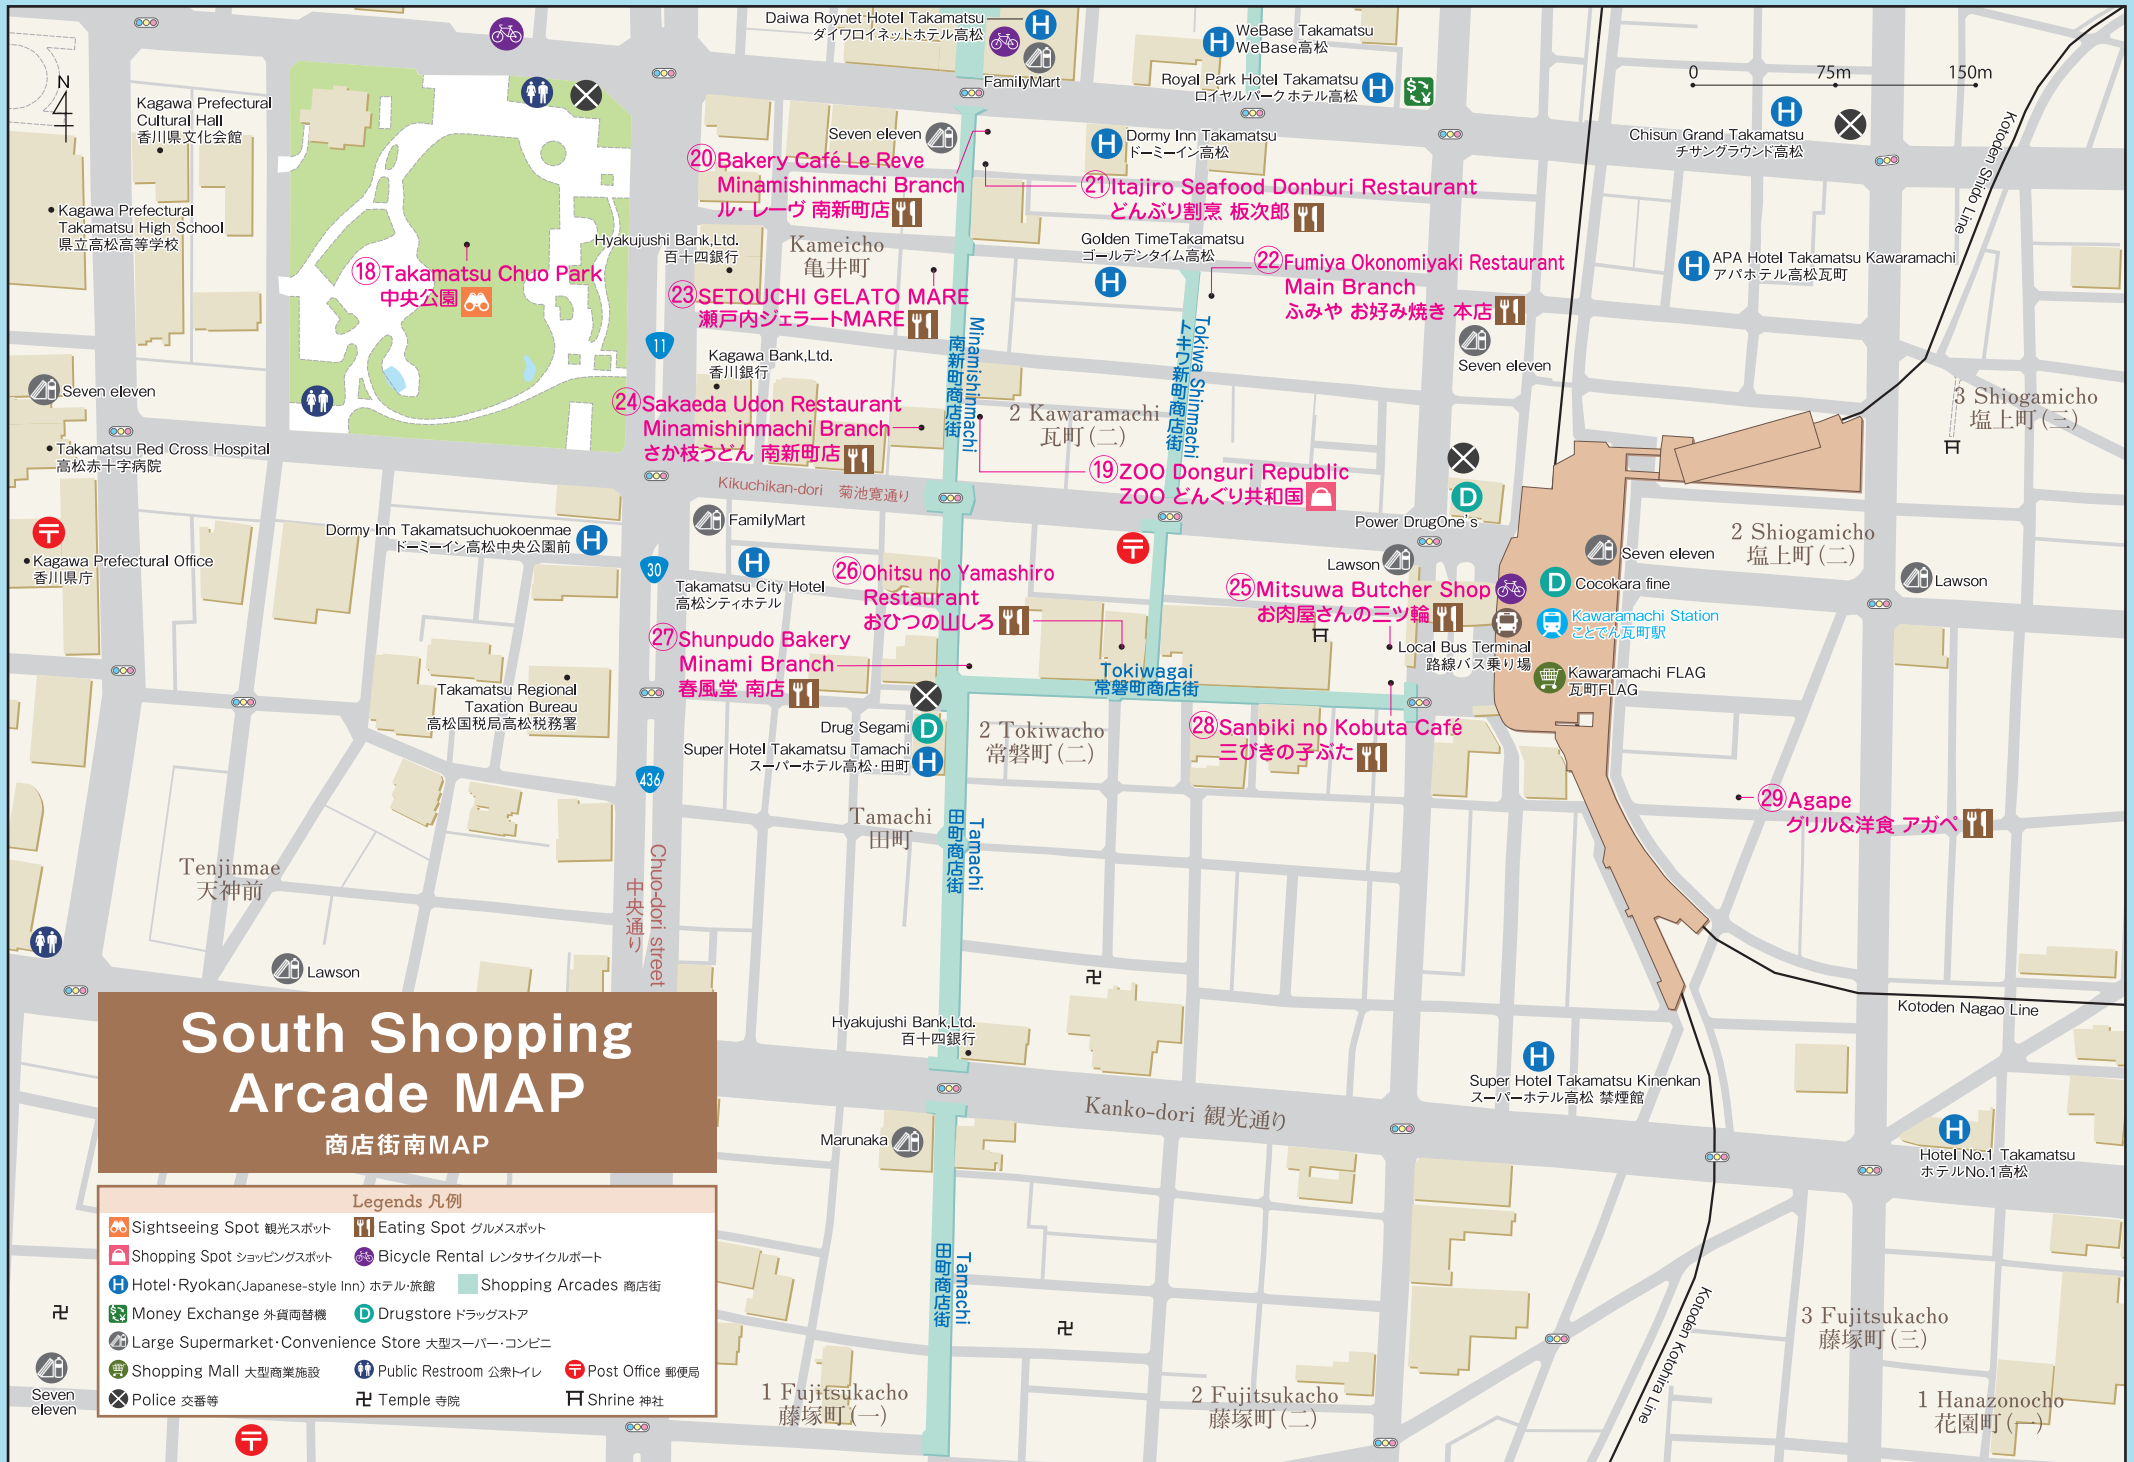 Daiwa Roynet Hotel Takamatsu
ダイワロイネットホテル高松
FamilyMart
WeBase Takamatsu
WeBase高松
Royal Park Hotel Takamatsu
ロイヤルパークホテル高松
0 75m 150m
N
Kagawa Prefectural
Cultural Hall
香川県文化会館
Seven eleven
Dormy Inn Takamatsu
ドーミーイン高松
Chisun Grand Takamatsu
チサングラウンド高松
Kotoden Shido Line
⑳Bakery Café Le Reve
Minamishinmachi Branch
ル・レーヴ 南新町店
㉑Itajiro Seafood Donburi Restaurant
どんぶり割烹 板次郎
Kagawa Prefectural
Takamatsu High School
県立高松高等学校
Hyakujushi Bank,Ltd.
百十四銀行
Kameicho
亀井町
Golden TimeTakamatsu
ゴールデンタイム高松
㉒Fumiya Okonomiyaki Restaurant
Main Branch
ふみや お好み焼き 本店
APA Hotel Takamatsu Kawaramachi
アパホテル高松瓦町
⑱Takamatsu Chuo Park
中央公園
㉓SETOUCHI GELATO MARE
瀬戸内ジェラートMARE
11
Kagawa Bank,Ltd.
香川銀行
Minamishinmachi
南新町商店街
Tokiwa Shinmachi
トキワ新町商店街
Seven eleven
Seven eleven
㉔Sakaeda Udon Restaurant
Minamishinmachi Branch
さか枝うどん 南新町店
2 Kawaramachi
瓦町(二)
3 Shiogamicho
塩上町(三)
Takamatsu Red Cross Hospital
高松赤十字病院
⑲ZOO Donguri Republic
ZOO どんぐり共和国
Kikuchikan-dori 菊池寛通り
Power DrugOne's
FamilyMart
Dormy Inn Takamatsuchuokoenmae
ドーミーイン高松中央公園前
2 Shiogamicho
塩上町(二)
Kagawa Prefectural Office
香川県庁
30
Takamatsu City Hotel
高松シティホテル
㉖Ohitsu no Yamashiro
Restaurant
おひつの山しろ
Lawson
㉕Mitsuwa Butcher Shop
お肉屋さんの三ツ輪
Seven eleven
Cocokara fine
Lawson
Kawaramachi Station
ことでん瓦町駅
㉗Shunpudo Bakery
Minami Branch
春風堂 南店
Local Bus Terminal
路線バス乗り場
Kawaramachi FLAG
瓦町FLAG
Tokiwagai
常磐町商店街
Takamatsu Regional
Taxation Bureau
高松国税局高松税務署
Drug Segami
Super Hotel Takamatsu Tamachi
スーパーホテル高松・田町
2 Tokiwacho
常磐町(二)
㉘Sanbiki no Kobuta Café
三びきの子ぶた
436
㉙Agape
グリル&洋食 アガペ
Tamachi
田町
Tamachi
田町商店街
Tenjinmae
天神前
Chuo-dori street
中央通り
Lawson
South Shopping
Arcade MAP
商店街南MAP
Hyakujushi Bank,Ltd.
百十四銀行
Kotoden Nagao Line
Super Hotel Takamatsu Kinenkan
スーパーホテル高松 禁煙館
Kanko-dori 観光通り
Marunaka
Hotel No.1 Takamatsu
ホテルNo.1高松
Legends 凡例
Sightseeing Spot 観光スポット Eating Spot グルメスポット
Shopping Spot ショッピングスポット Bicycle Rental レンタサイクルポート
Hotel・Ryokan(Japanese-style Inn) ホテル・旅館 Shopping Arcades 商店街
Money Exchange 外貨両替機 Drugstore ドラッグストア
Large Supermarket・Convenience Store 大型スーパー・コンビニ
Shopping Mall 大型商業施設 Public Restroom 公衆トイレ Post Office 郵便局
Police 交番等 Temple 寺院 Shrine 神社
Tamachi
田町商店街
Kotoden Kotohira Line
3 Fujitsukacho
藤塚町(三)
Seven
eleven
1 Fujitsukacho
藤塚町(一)
2 Fujitsukacho
藤塚町(二)
1 Hanazonocho
花園町(一)